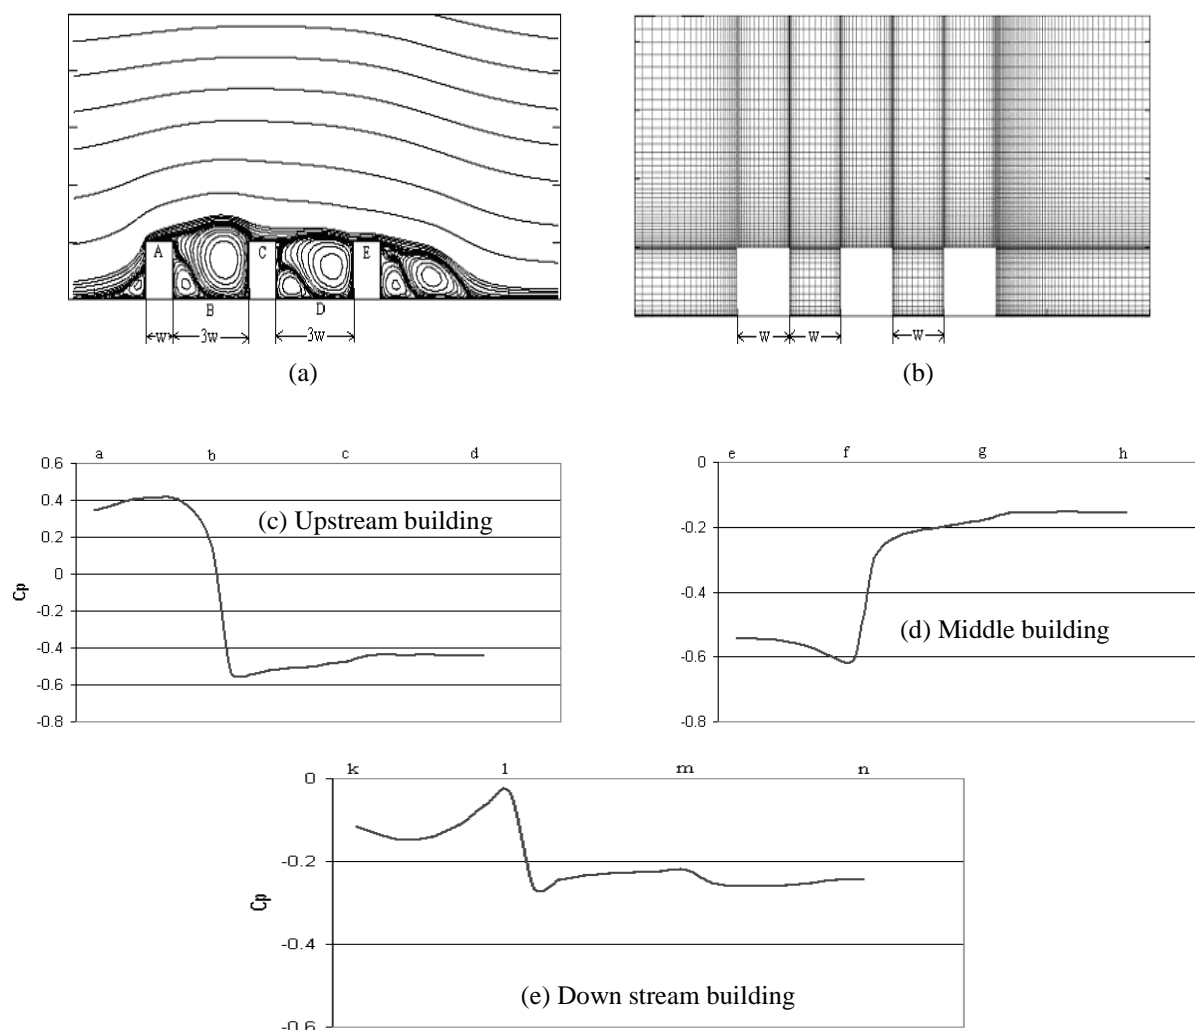 A C E
B D
w 3w 3w
(a)
w w w
(b)
a b c d
0.6
0.4
0.2
0
-0.2
-0.4
-0.6
-0.8
Cp
(c) Upstream building
e f g h
0
-0.2
-0.4
-0.6
-0.8
(d) Middle building
k l m n
0
-0.2
-0.4
-0.6
Cp
(e) Down stream building